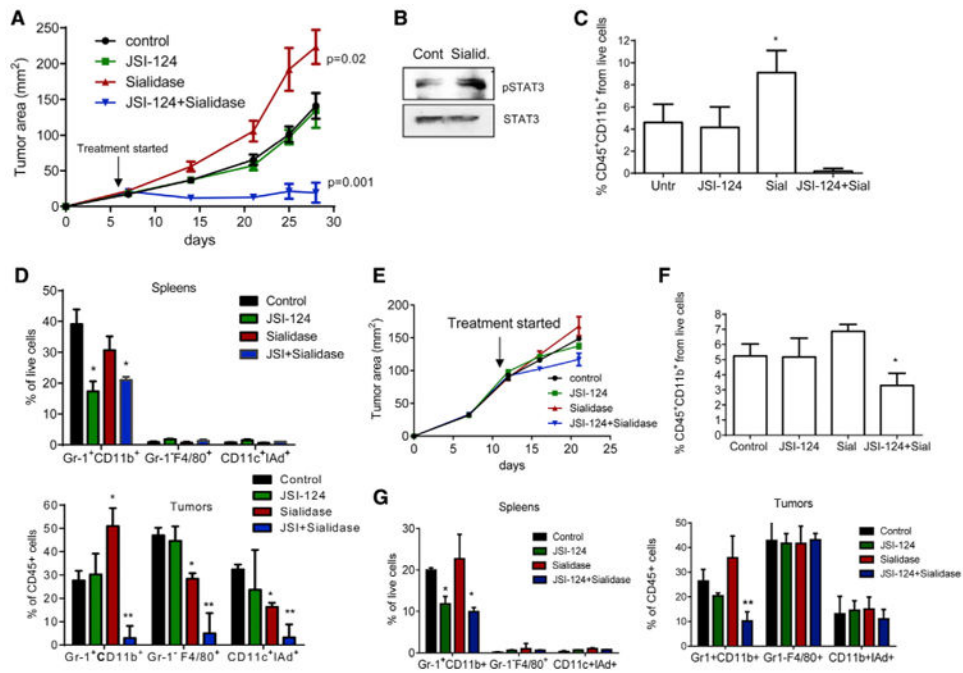 A
Tumor area (mm²)
250
200
150
100
50
0
0 5 10 15 20 25 30
days
control
JSI-124
Sialidase
JSI-124+Sialidase
Treatment started
p=0.02
p=0.001
B
Cont Sialid.
pSTAT3
STAT3
C
% CD45⁺CD11b⁺ from live cells
12
10
8
6
4
2
0
*
Untr JSI-124 Sial JSI-124+Sial
D
Spleens
% of live cells
50
40
30
20
10
0
* *
Control
JSI-124
Sialidase
JSI+Sialidase
Gr-1⁺CD11b⁺ Gr-1⁻F4/80⁺ CD11c⁺IAd⁺
Tumors
% of CD45+ cells
60
50
40
30
20
10
0
* ** * ** * **
Control
JSI-124
Sialidase
JSI+Sialidase
Gr-1⁺CD11b⁺ Gr-1⁻ F4/80⁺ CD11c⁺IAd⁺
E
Tumor area (mm²)
200
150
100
50
0
0 5 10 15 20 25
days
Treatment started
control
JSI-124
Sialidase
JSI-124+Sialidase
F
% CD45⁺CD11b⁺ from live cells
8
7
6
5
4
3
2
1
0
*
Control JSI-124 Sial JSI-124+Sial
G
Spleens
% of live cells
30
20
10
0
* *
Control
JSI-124
Sialidase
JSI-124+Sialidase
Gr-1⁺CD11b+ Gr-1⁻F4/80⁺ CD11c+IAd+
Tumors
% of CD45+ cells
50
40
30
20
10
0
**
Control
JSI-124
Sialidase
JSI-124+Sialidase
Gr1+CD11b+ Gr1-F4/80+ CD11b+IAd+